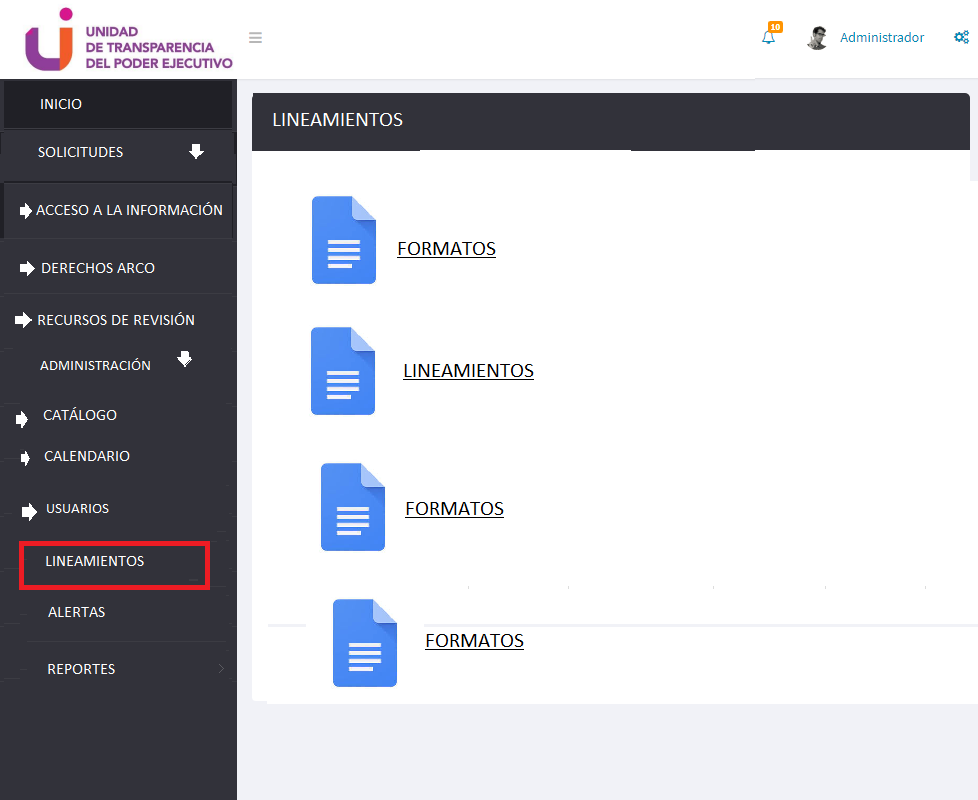 UNIDAD
DE TRANSPARENCIA
DEL PODER EJECUTIVO
10
Administrador
INICIO
SOLICITUDES
ACCESO A LA INFORMACIÓN
DERECHOS ARCO
RECURSOS DE REVISIÓN
ADMINISTRACIÓN
CATÁLOGO
CALENDARIO
USUARIOS
LINEAMIENTOS
ALERTAS
REPORTES
LINEAMIENTOS
FORMATOS
LINEAMIENTOS
FORMATOS
FORMATOS